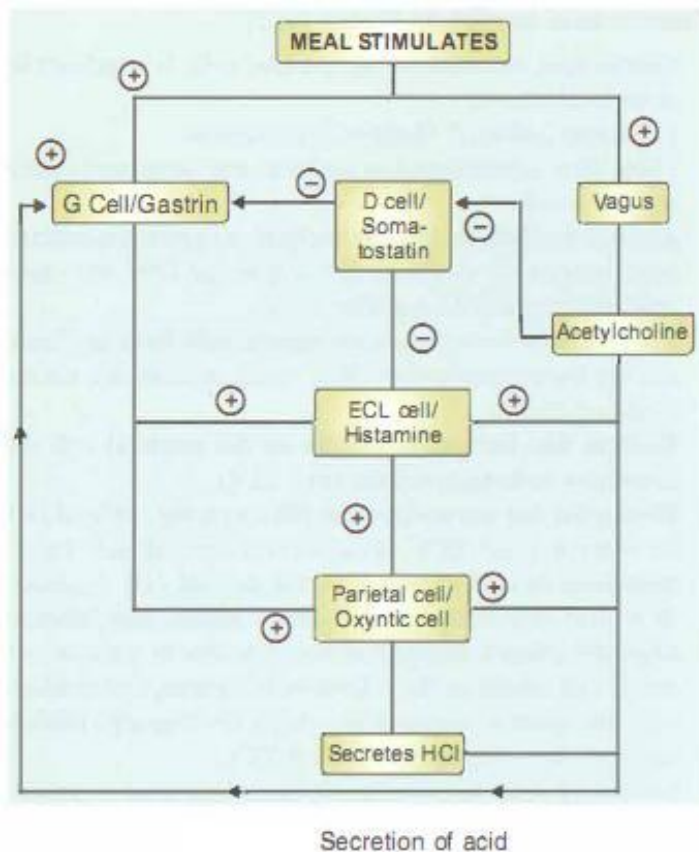 MEAL STIMULATES
+
+
+
−
G Cell/Gastrin
D cell/
Soma-
tostatin
−
Vagus
Acetylcholine
−
+
ECL cell/
Histamine
+
+
Parietal cell/
Oxyntic cell
+
+
Secretes HCl
Secretion of acid